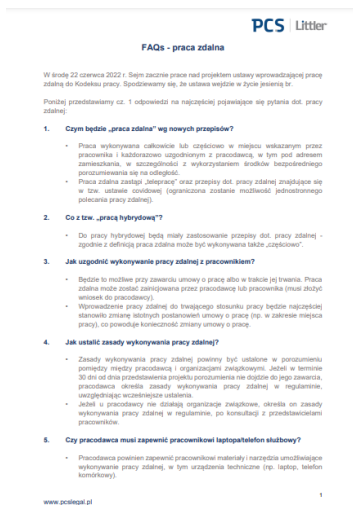 PCS | Littler
FAQs - praca zdalna
W środę 22 czerwca 2022 r. Sejm zacznie prace nad projektem ustawy wprowadzającej pracę
zdalną do Kodeksu pracy. Spodziewamy się, że ustawa wejdzie w życie jesienią br.
Poniżej przedstawiamy cz. 1 odpowiedzi na najczęściej pojawiające się pytania dot. pracy
zdalnej:
1. Czym będzie „praca zdalna” wg nowych przepisów?
• Praca wykonywana całkowicie lub częściowo w miejscu wskazanym przez
pracownika i każdorazowo uzgodnionym z pracodawcą, w tym pod adresem
zamieszkania, w szczególności z wykorzystaniem środków bezpośredniego
porozumiewania się na odległość.
• Praca zdalna zastąpi „telepracę” oraz przepisy dot. pracy zdalnej znajdujące się
w tzw. ustawie covidowej (ograniczona zostanie możliwość jednostronnego
polecania pracy zdalnej).
2. Co z tzw. „pracą hybrydową”?
• Do pracy hybrydowej będą miały zastosowanie przepisy dot. pracy zdalnej -
zgodnie z definicją praca zdalna może być wykonywana także „częściowo”.
3. Jak uzgodnić wykonywanie pracy zdalnej z pracownikiem?
• Będzie to możliwe przy zawarciu umowy o pracę albo w trakcie jej trwania. Praca
zdalna może zostać zainicjowana przez pracodawcę lub pracownika (musi złożyć
wniosek do pracodawcy).
• Wprowadzenie pracy zdalnej do trwającego stosunku pracy będzie najczęściej
stanowiło zmianę istotnych postanowień umowy o pracę (np. w zakresie miejsca
pracy), co powoduje konieczność zmiany umowy o pracę.
4. Jak ustalić zasady wykonywania pracy zdalnej?
• Zasady wykonywania pracy zdalnej powinny być ustalone w porozumieniu
pomiędzy pracodawcą i organizacjami związkowymi. Jeżeli w terminie
30 dni od dnia przedstawienia projektu porozumienia nie dojdzie do jego zawarcia,
pracodawca określa zasady wykonywania pracy zdalnej w regulaminie,
uwzględniając wcześniejsze ustalenia.
• Jeżeli u pracodawcy nie działają organizacje związkowe, określa on zasady
wykonywania pracy zdalnej w regulaminie, po konsultacji z przedstawicielami
pracowników.
5. Czy pracodawca musi zapewnić pracownikowi laptopa/telefon służbowy?
• Pracodawca powinien zapewnić pracownikowi materiały i narzędzia umożliwiające
wykonywanie pracy zdalnej, w tym urządzenia techniczne (np. laptop, telefon
komórkowy).
1
www.pcslegal.pl